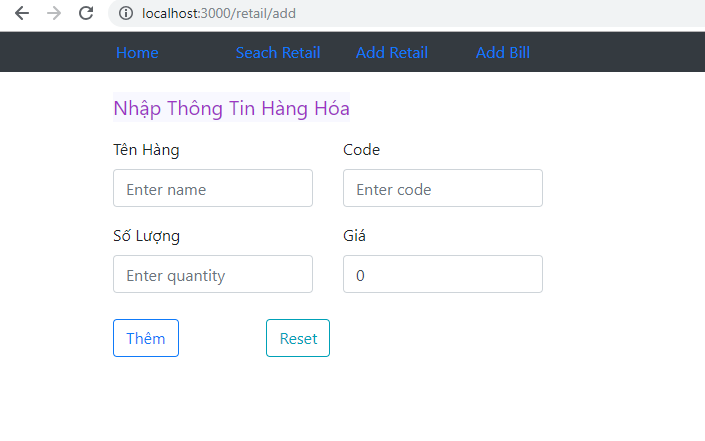 localhost:3000/retail/add
Home Seach Retail Add Retail Add Bill
Nhập Thông Tin Hàng Hóa
Tên Hàng Code
Enter name Enter code
Số Lượng Giá
Enter quantity 0
Thêm Reset